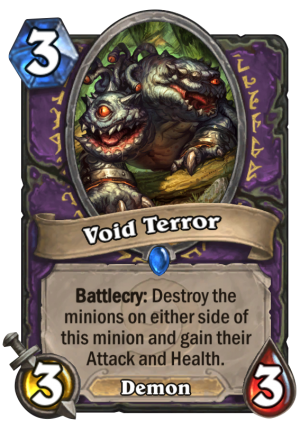 3
Void Terror
Battlecry: Destroy the
minions on either side of
this minion and gain their
Attack and Health.
3
Demon
3